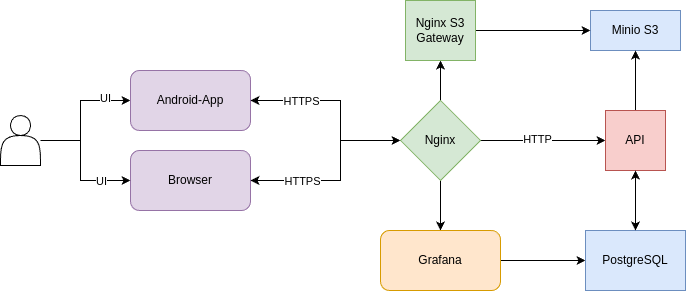 Nginx S3
Gateway
Minio S3
UI
Android-App
HTTPS
Nginx
HTTP
API
UI
Browser
HTTPS
Grafana
PostgreSQL